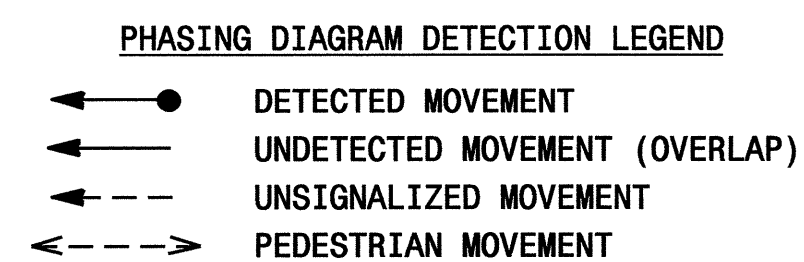 PHASING DIAGRAM DETECTION LEGEND
DETECTED MOVEMENT
UNDETECTED MOVEMENT (OVERLAP)
UNSIGNALIZED MOVEMENT
PEDESTRIAN MOVEMENT